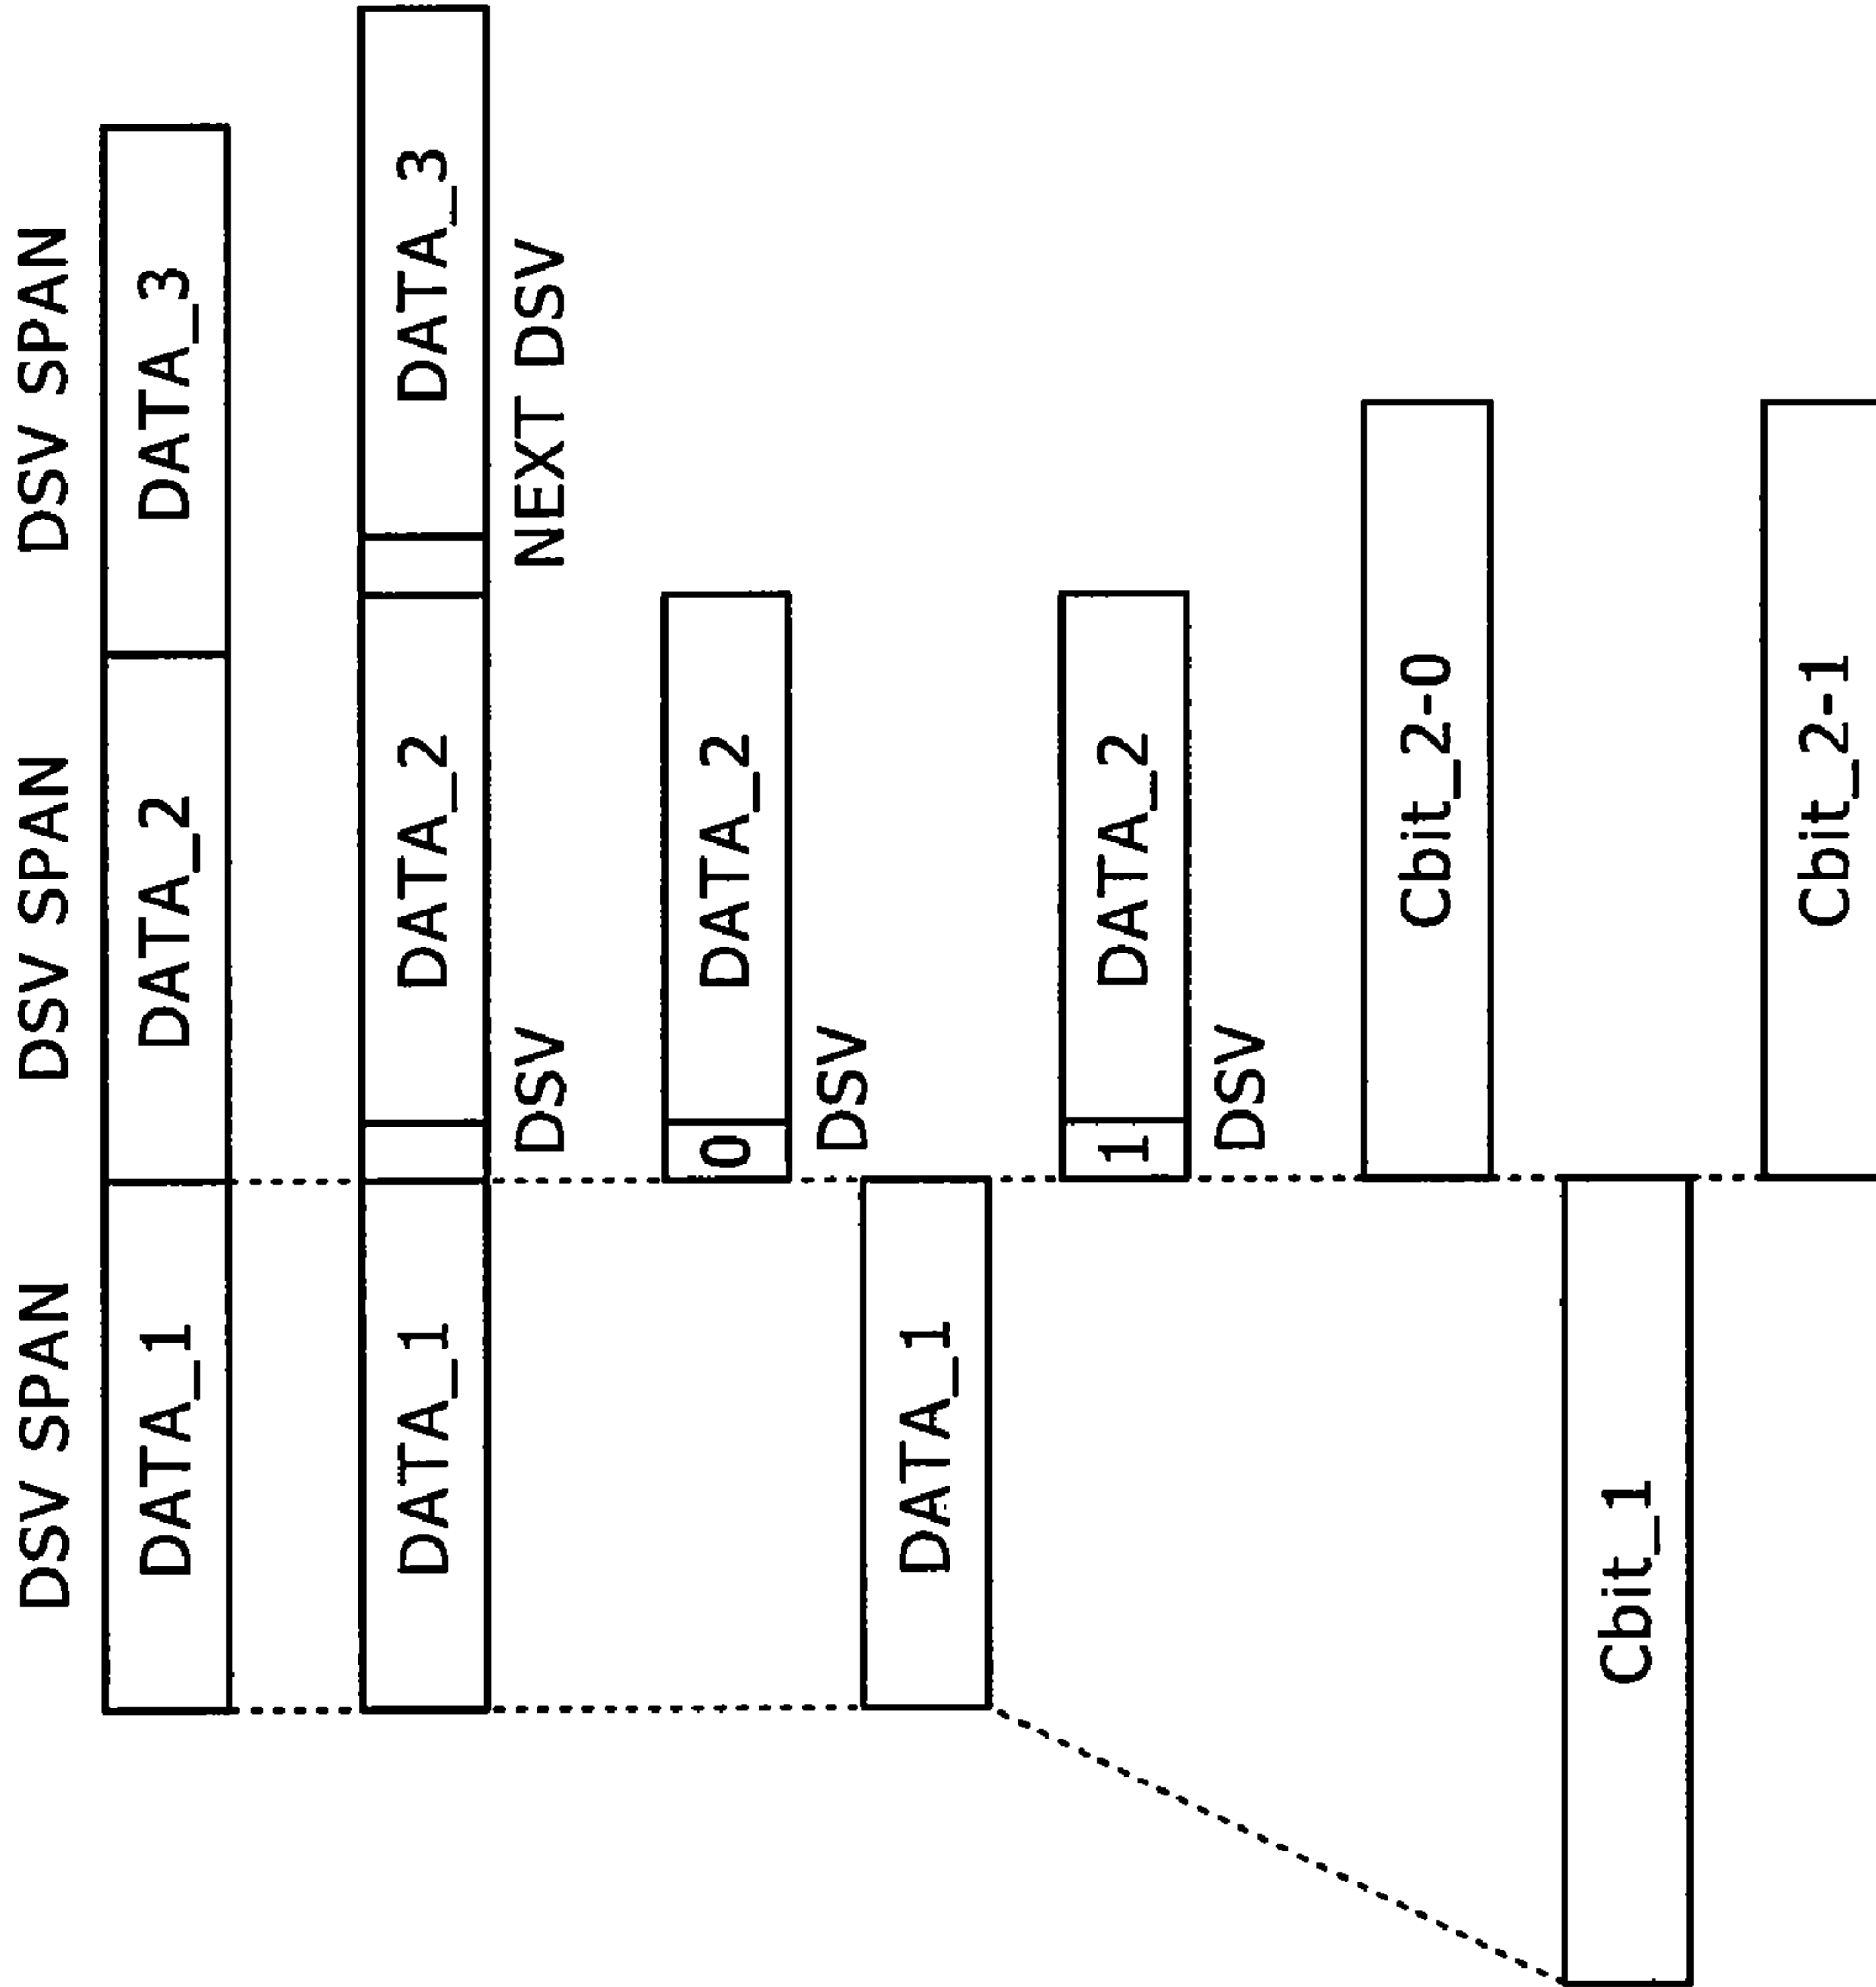 DSV SPAN DSV SPAN DSV SPAN
DATA_1 DATA_2 DATA_3
DATA_1 DATA_2 DATA_3
DSV NEXT DSV
0 DATA_2
DSV
DATA_1
1 DATA_2
DSV
Cbit_2-0
Cbit_1
Cbit_2-1